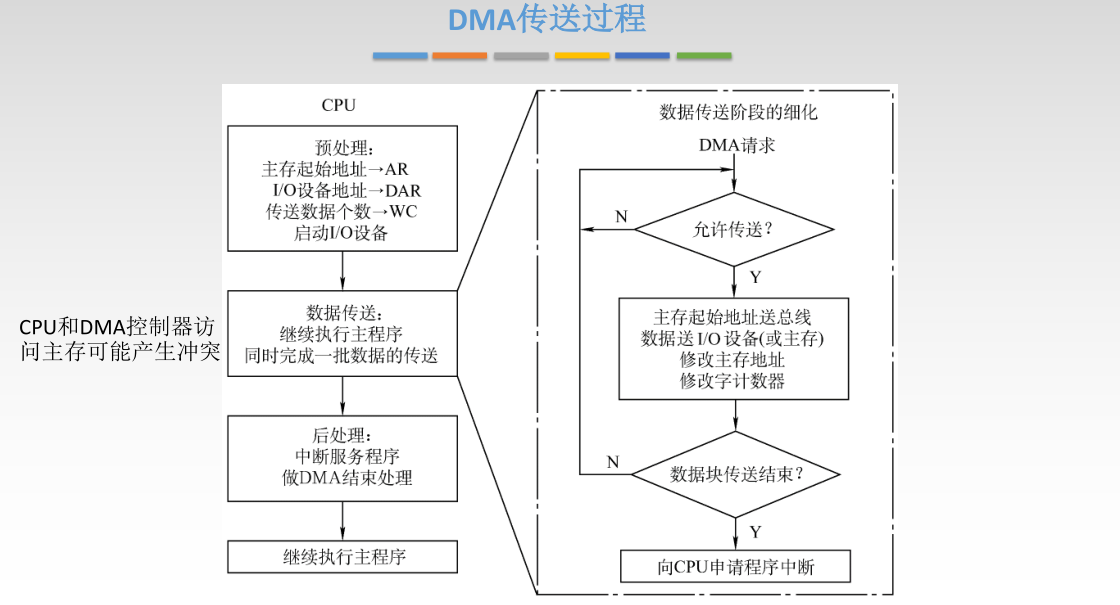 DMA传送过程
CPU
预处理：
主存起始地址→AR
I/O设备地址→DAR
传送数据个数→WC
启动I/O设备
CPU和DMA控制器访
问主存可能产生冲突
数据传送：
继续执行主程序
同时完成一批数据的传送
后处理：
中断服务程序
做DMA结束处理
继续执行主程序
数据传送阶段的细化
DMA请求
允许传送？
N
Y
主存起始地址送总线
数据送I/O设备(或主存)
修改主存地址
修改字计数器
数据块传送结束？
N
Y
向CPU申请程序中断